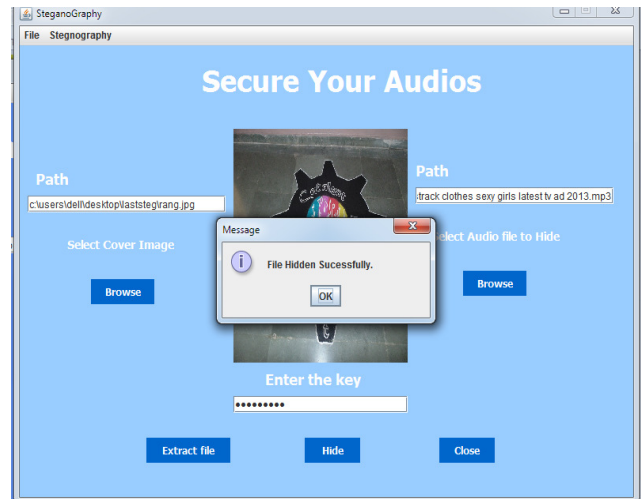 SteganoGraphy
File Stegnography
Secure Your Audios
Path
c:\users\dell\desktop\laststeg\rang.jpg
Select Cover Image
Browse
Path
track clothes sexy girls latest tv ad 2013.mp3
elect Audio file to Hide
Browse
Message
File Hidden Sucessfully.
OK
Enter the key
•••••••••
Extract file
Hide
Close